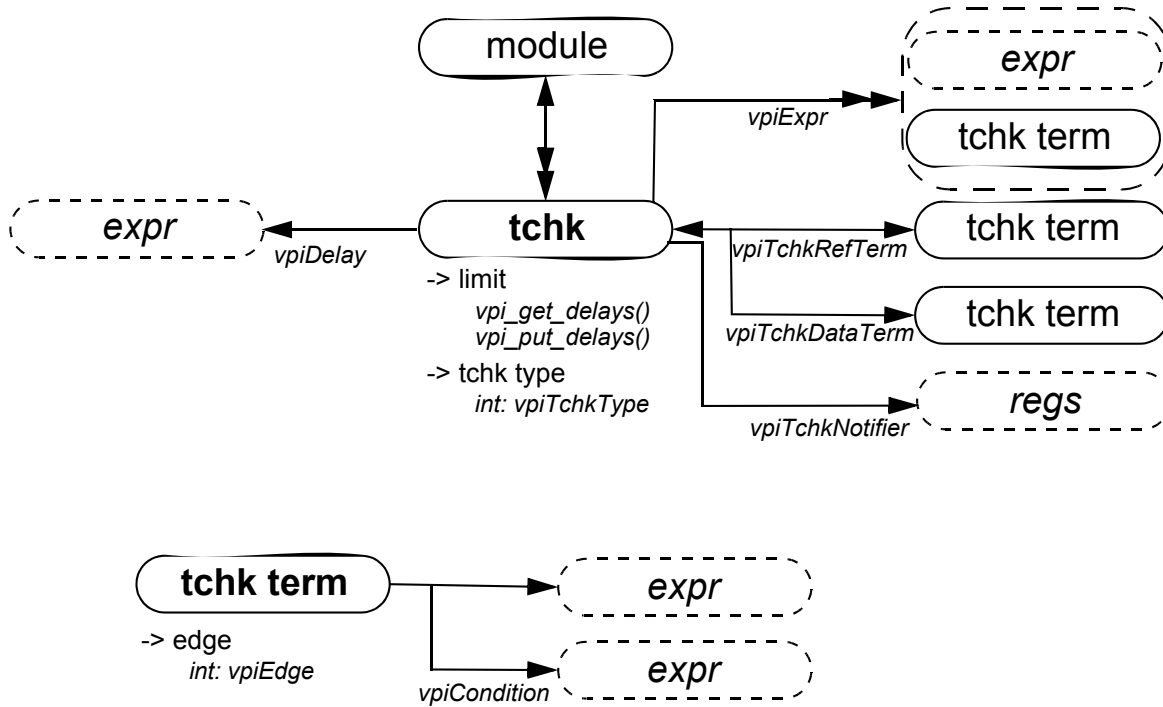 module
expr
vpiExpr
tchk term
expr
vpiDelay
tchk
vpiTchkRefTerm
tchk term
-> limit
vpi_get_delays()
vpi_put_delays()
vpiTchkDataTerm
tchk term
-> tchk type
int: vpiTchkType
vpiTchkNotifier
regs
tchk term
expr
-> edge
int: vpiEdge
vpiCondition
expr